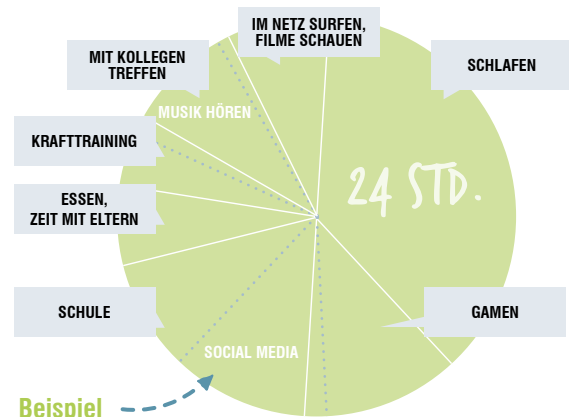 IM NETZ SURFEN,
FILME SCHAUEN
MIT KOLLEGEN
TREFFEN
SCHLAFEN
MUSIK HÖREN
KRAFTTRAINING
24 STD.
ESSEN,
ZEIT MIT ELTERN
SCHULE
GAMEN
SOCIAL MEDIA
Beispiel